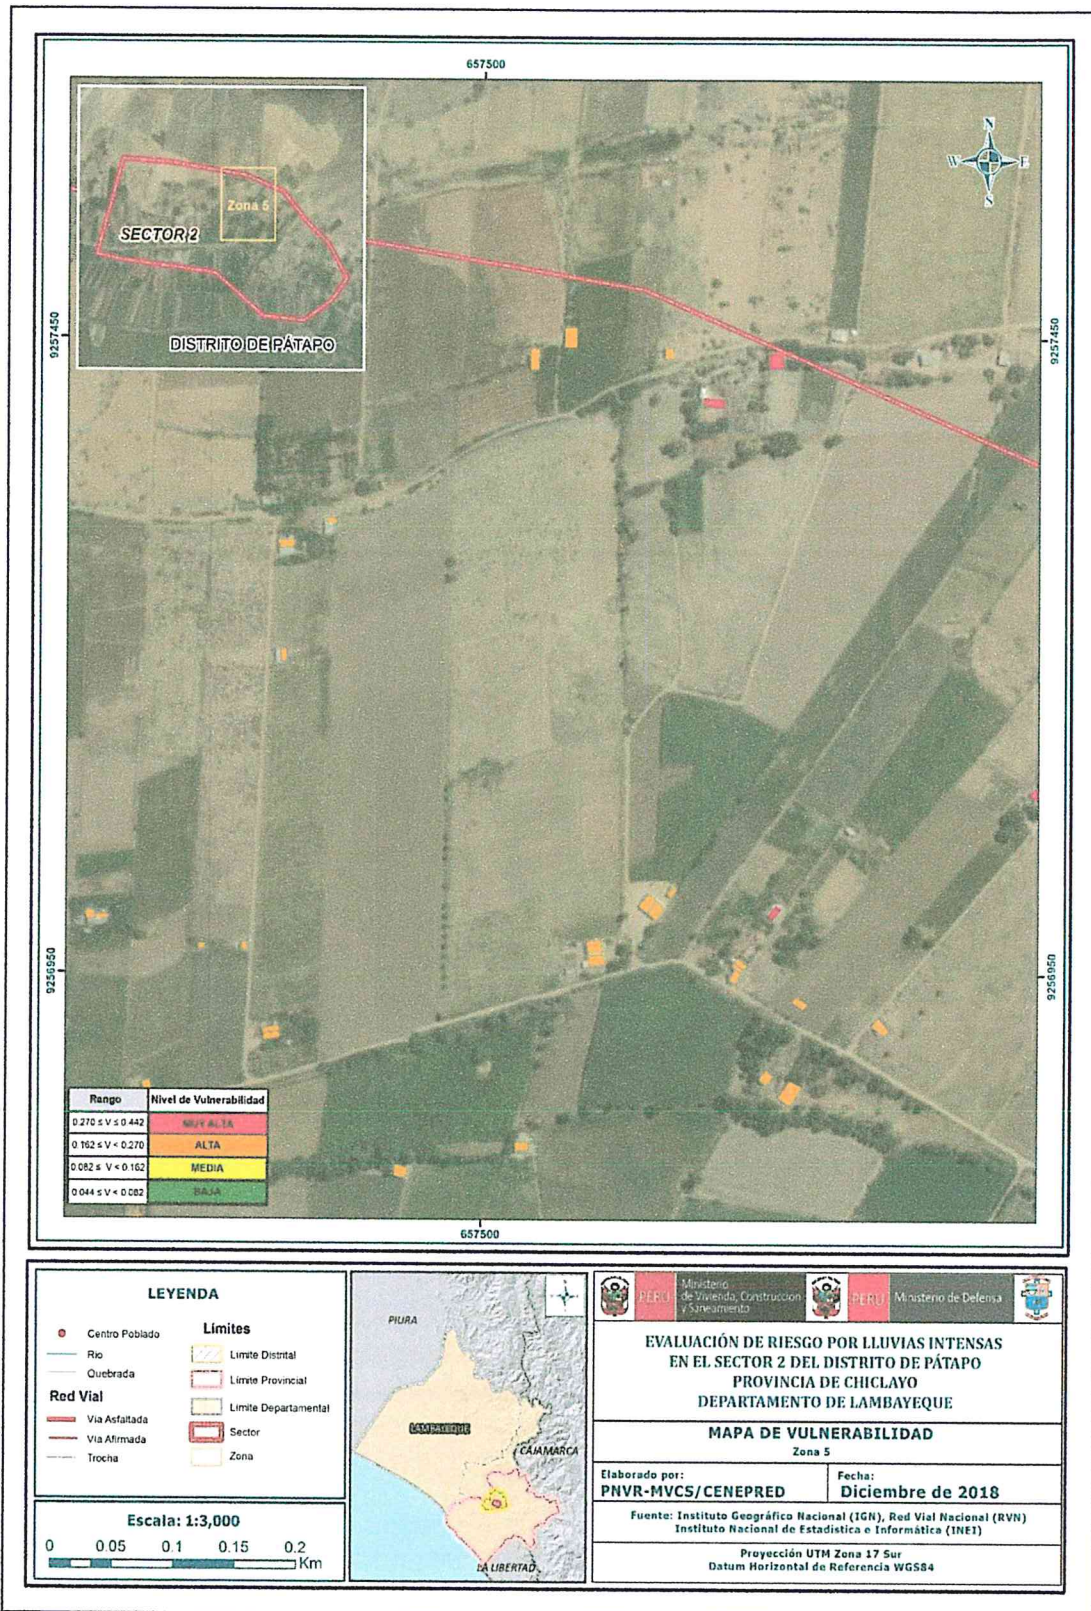 657500
N
W
E
S
Zona 5
SECTOR 2
DISTRITO DE PÁTAPO
9257450
9257450
9256950
9256950
Rango Nivel de Vulnerabilidad
0.270 ≤ V ≤ 0.442 MUY ALTA
0.162 ≤ V < 0.270 ALTA
0.082 ≤ V < 0.162 MEDIA
0.044 ≤ V < 0.082 BAJA
657500
LEYENDA
Centro Poblado
Rio
Quebrada
Red Vial
Via Asfaltada
Via Afirmada
Trocha
Límites
Limite Distrital
Limite Provincial
Limite Departamental
Sector
Zona
Escala: 1:3,000
0 0.05 0.1 0.15 0.2
Km
PIURA
LAMBAYEQUE
CAJAMARCA
LA LIBERTAD
PERÚ
Ministerio
de Vivienda, Construcción
y Saneamiento
PERÚ
Ministerio de Defensa
EVALUACIÓN DE RIESGO POR LLUVIAS INTENSAS
EN EL SECTOR 2 DEL DISTRITO DE PÁTAPO
PROVINCIA DE CHICLAYO
DEPARTAMENTO DE LAMBAYEQUE
MAPA DE VULNERABILIDAD
Zona 5
Elaborado por:
PNVR-MVCS/CENEPRED
Fecha:
Diciembre de 2018
Fuente: Instituto Geográfico Nacional (IGN), Red Vial Nacional (RVN)
Instituto Nacional de Estadística e Informática (INEI)
Proyección UTM Zona 17 Sur
Datum Horizontal de Referencia WGS84